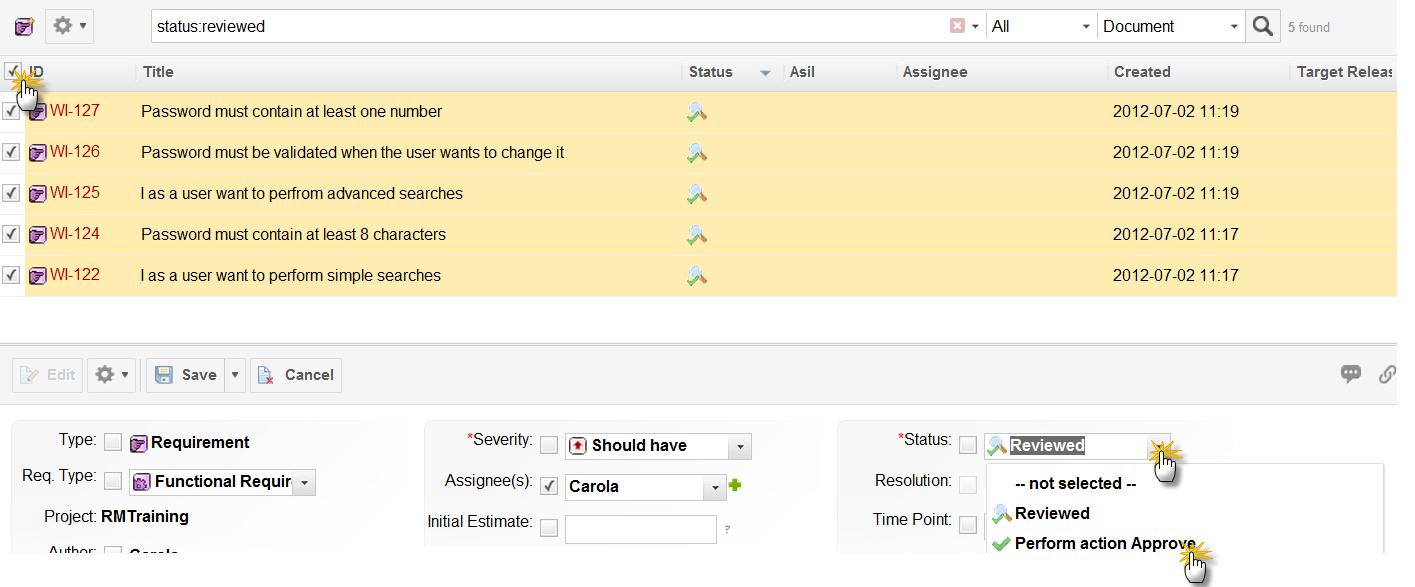 status:reviewed All Document 5 found
ID Title Status Asil Assignee Created Target Releas
WI-127 Password must contain at least one number 2012-07-02 11:19
WI-126 Password must be validated when the user wants to change it 2012-07-02 11:19
WI-125 I as a user want to perfrom advanced searches 2012-07-02 11:19
WI-124 Password must contain at least 8 characters 2012-07-02 11:17
WI-122 I as a user want to perform simple searches 2012-07-02 11:17
Edit Save Cancel
Type: Requirement *Severity: Should have *Status: Reviewed
Req. Type: Functional Requir Assignee(s): Carola Resolution: -- not selected --
Project: RMTraining Initial Estimate: ? Time Point: Reviewed
Author: Carola Perform action Approve